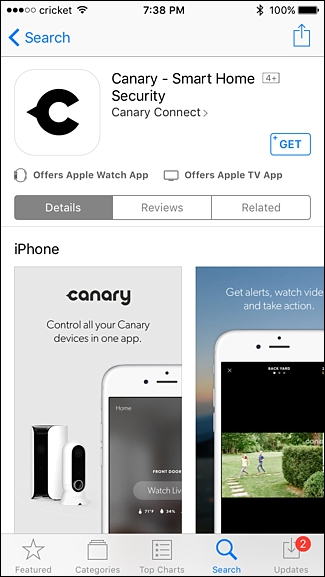 cricket 7:38 PM 100%
Search
Canary - Smart Home 4+
Security
Canary Connect >
+GET
Offers Apple Watch App Offers Apple TV App
Details Reviews Related
iPhone
canary
Control all your Canary
devices in one app.
Home
FRONT DOOR
Watch Live
71°F 34%
Get alerts, watch vide
and take action.
BACK YARD
Featured Categories Top Charts Search Updates 2